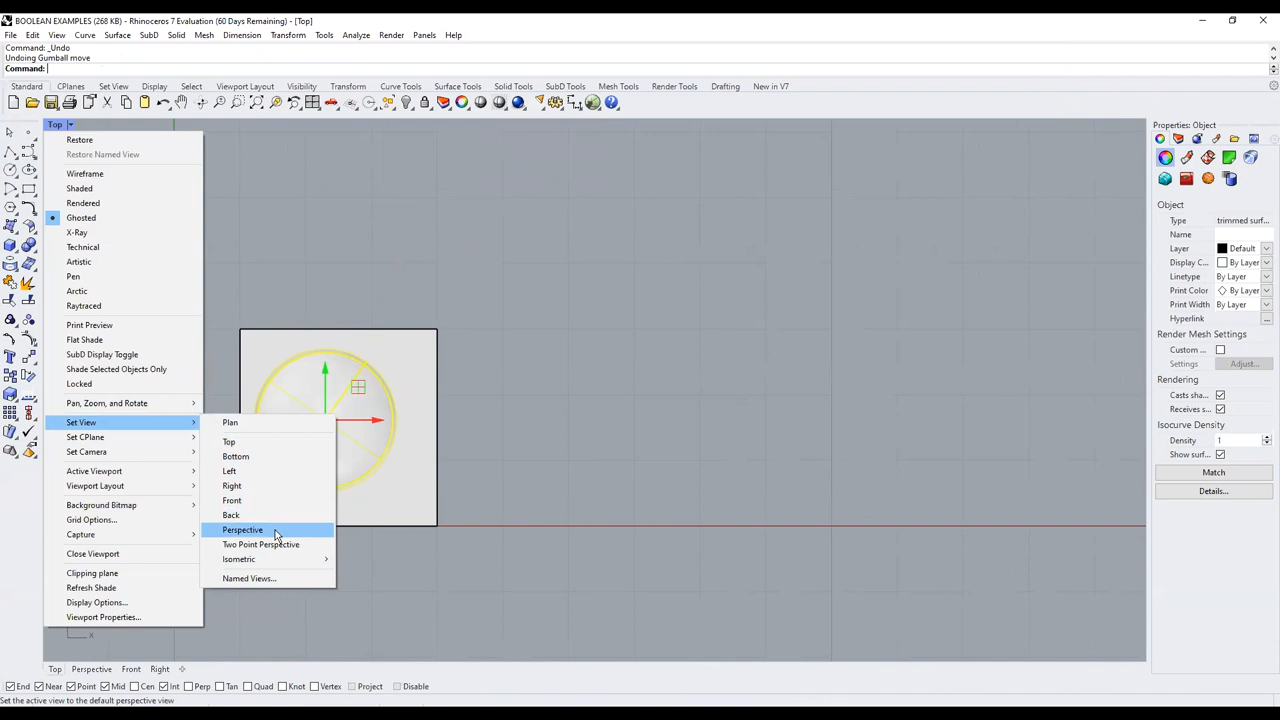 BOOLEAN EXAMPLES (268 KB) - Rhinoceros 7 Evaluation (60 Days Remaining) - [Top]
File Edit View Curve Surface SubD Solid Mesh Dimension Transform Tools Analyze Render Panels Help
Command: _Undo
Undoing Gumball move
Command:
Standard CPlanes Set View Display Select Viewport Layout Visibility Transform Curve Tools Surface Tools Solid Tools SubD Tools Mesh Tools Render Tools Drafting New in V7
Top
Restore
Restore Named View
Wireframe
Shaded
Rendered
Ghosted
X-Ray
Technical
Artistic
Pen
Arctic
Raytraced
Print Preview
Flat Shade
SubD Display Toggle
Shade Selected Objects Only
Locked
Pan, Zoom, and Rotate
Set View
Set CPlane
Set Camera
Active Viewport
Viewport Layout
Background Bitmap
Grid Options...
Capture
Close Viewport
Clipping plane
Refresh Shade
Display Options...
Viewport Properties...
Plan
Top
Bottom
Left
Right
Front
Back
Perspective
Two Point Perspective
Isometric
Named Views...
x
Properties: Object
Object
Type trimmed surf...
Name
Layer Default
Display C... By Layer
Linetype By Layer
Print Color By Layer
Print Width By Layer
Hyperlink ...
Render Mesh Settings
Custom ...
Settings Adjust...
Rendering
Casts sha...
Receives s...
Isocurve Density
Density 1
Show surf...
Match
Details...
Top Perspective Front Right
End Near Point Mid Cen Int Perp Tan Quad Knot Vertex Project Disable
Set the active view to the default perspective view